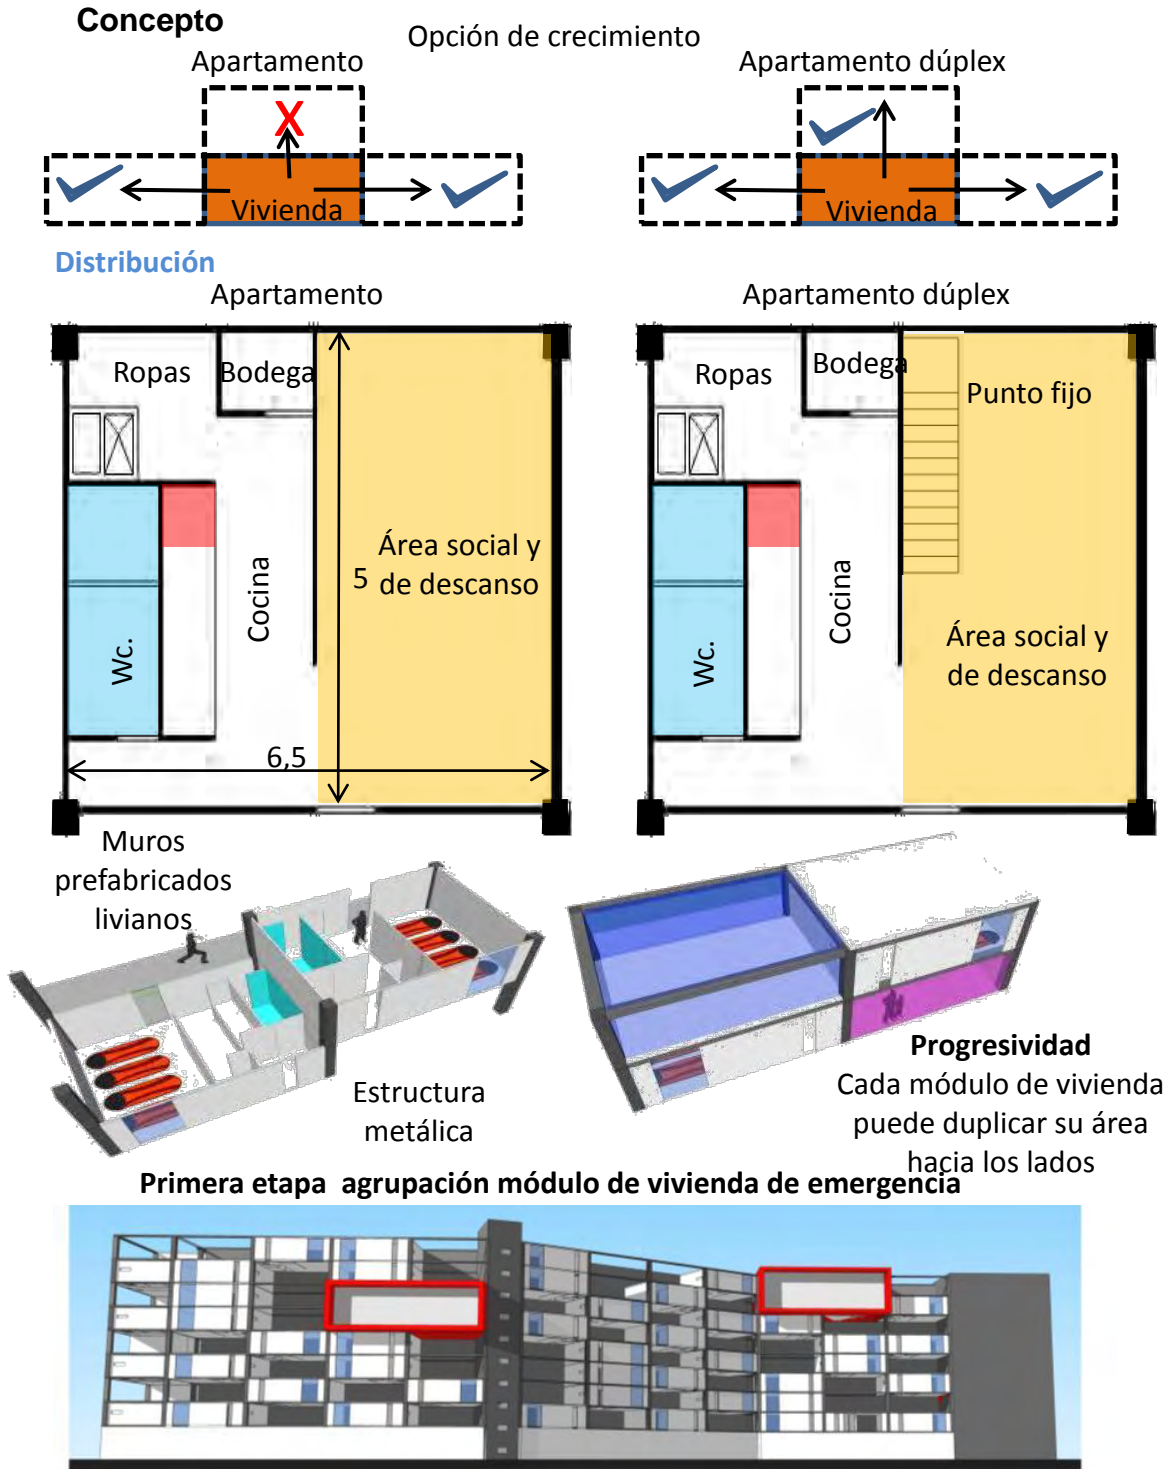 Concepto
Opción de crecimiento
Apartamento
Apartamento dúplex
X
Vivienda
Vivienda
Distribución
Apartamento
Apartamento dúplex
Ropas
Bodega
Ropas
Bodega
Punto fijo
Área social y
de descanso
5
Cocina
Wc.
6,5
Cocina
Wc.
Área social y
de descanso
Muros
prefabricados
livianos
Estructura
metálica
Progresividad
Cada módulo de vivienda
puede duplicar su área
hacia los lados
Primera etapa agrupación módulo de vivienda de emergencia